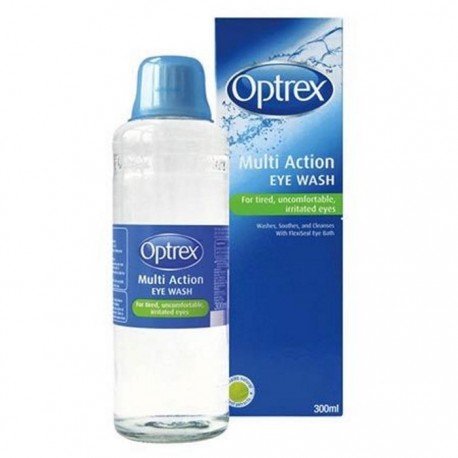 Optrex™
Multi Action
EYE WASH
For tired, uncomfortable,
irritated eyes
Washes, Soothes, and Cleanses
With FlexiSeal Eye Bath
300ml
Optrex
Multi Action
EYE WASH
For tired, uncomfortable,
irritated eyes